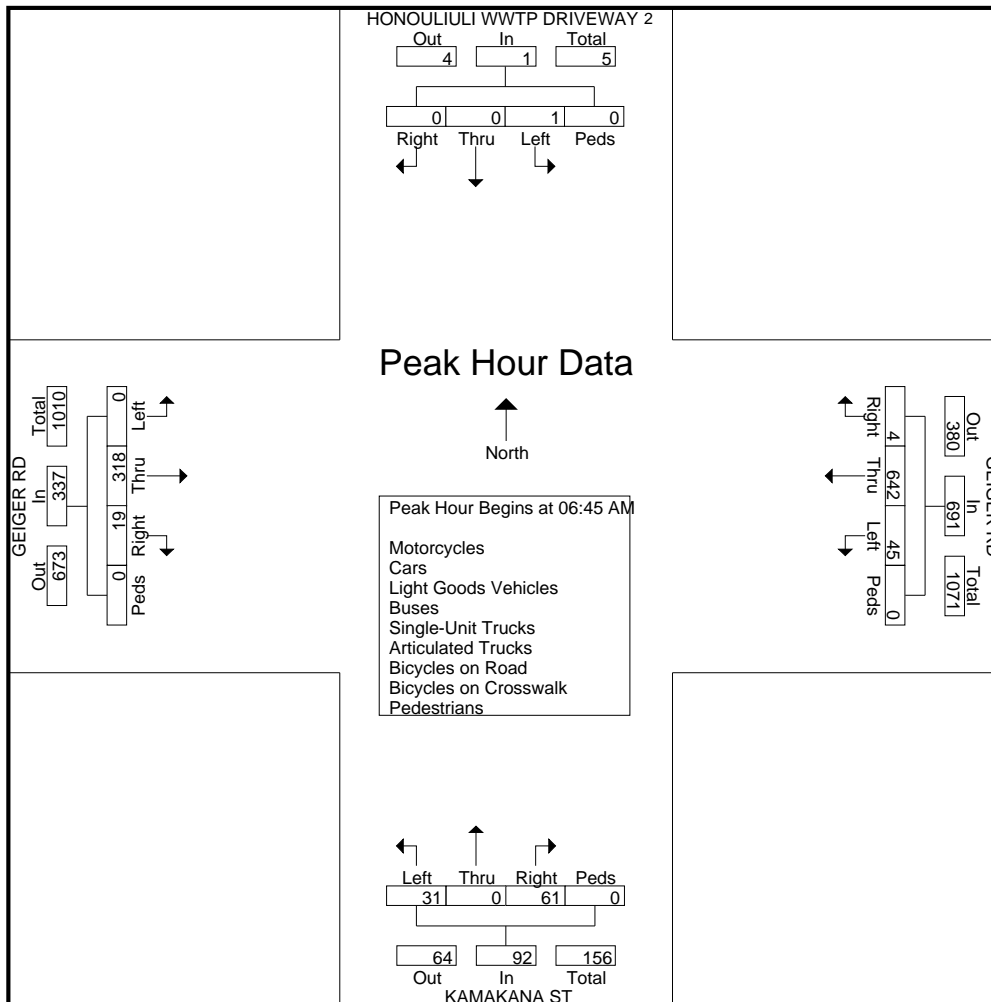 HONOULIULI WWTP DRIVEWAY 2
Out In Total
4 1 5
0 0 1 0
Right Thru Left Peds
Peak Hour Data
North
Peak Hour Begins at 06:45 AM
Motorcycles
Cars
Light Goods Vehicles
Buses
Single-Unit Trucks
Articulated Trucks
Bicycles on Road
Bicycles on Crosswalk
Pedestrians
GEIGER RD
Out In Total
673 337 1010
0 19 318 0
Peds Right Thru Left
GEIGER RD
Out In Total
380 691 1071
4 642 45 0
Right Thru Left Peds
Left Thru Right Peds
31 0 61 0
64 92 156
Out In Total
KAMAKANA ST